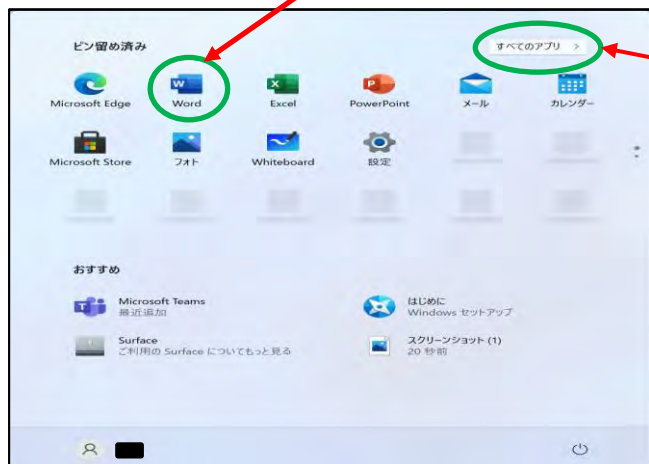 ピン留め済み
すべてのアプリ >
Microsoft Edge
Word
Excel
PowerPoint
メール
カレンダー
Microsoft Store
フォト
Whiteboard
設定
おすすめ
Microsoft Teams
最近追加
はじめに
Windows セットアップ
Surface
ご利用の Surface についてもっと見る
スクリーンショット (1)
20 秒前